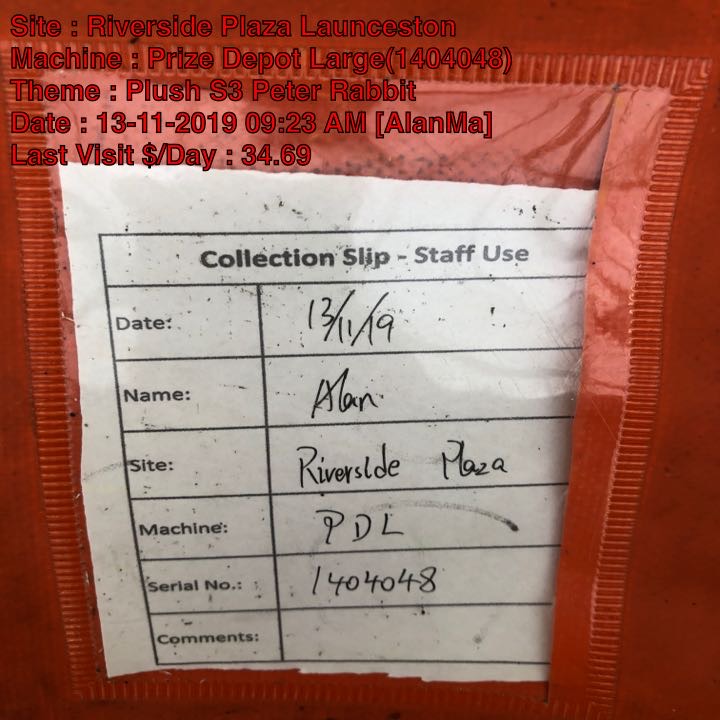 Site : Riverside Plaza Launceston
Machine : Prize Depot Large(1404048)
Theme : Plush S3 Peter Rabbit
Date : 13-11-2019 09:23 AM [AlanMa]
Last Visit $/Day : 34.69
Collection Slip - Staff Use
Date: 13/11/19
Name: Alan
Site: Riverside Plaza
Machine: PDL
Serial No.: 1404048
Comments: